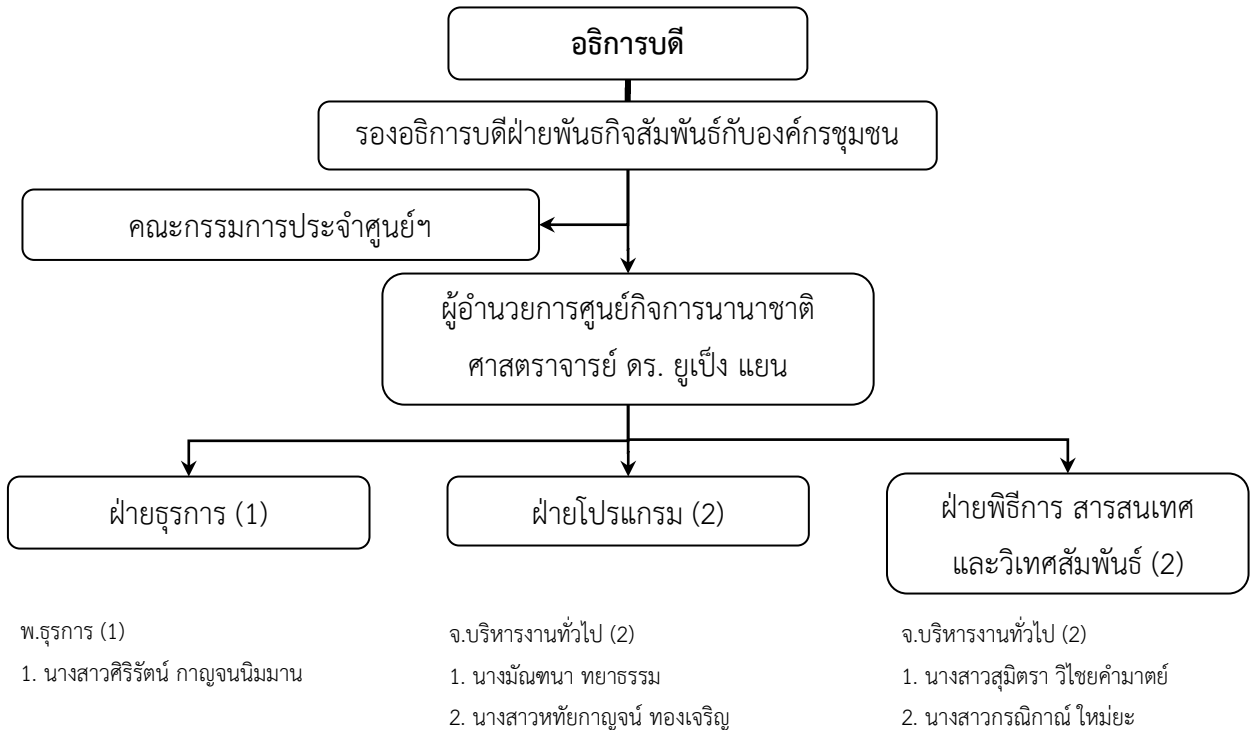 อธิการบดี
รองอธิการบดีฝ่ายพันธกิจสัมพันธ์กับองค์กรชุมชน
คณะกรรมการประจำศูนย์ฯ
ผู้อำนวยการศูนย์กิจการนานาชาติ
ศาสตราจารย์ ดร. ยูเป็ง แยน
ฝ่ายธุรการ (1)
ฝ่ายโปรแกรม (2)
ฝ่ายพิธีการ สารสนเทศ
และวิเทศสัมพันธ์ (2)
พ.ธุรการ (1)
1. นางสาวศิริรัตน์ กาญจนนิมมาน
จ.บริหารงานทั่วไป (2)
1. นางมัณฑนา ทยาธรรม
2. นางสาวหทัยกาญจน์ ทองเจริญ
จ.บริหารงานทั่วไป (2)
1. นางสาวสุมิตรา วิไชยคำมาตย์
2. นางสาวกรณิกาณ์ ใหม่ยะ